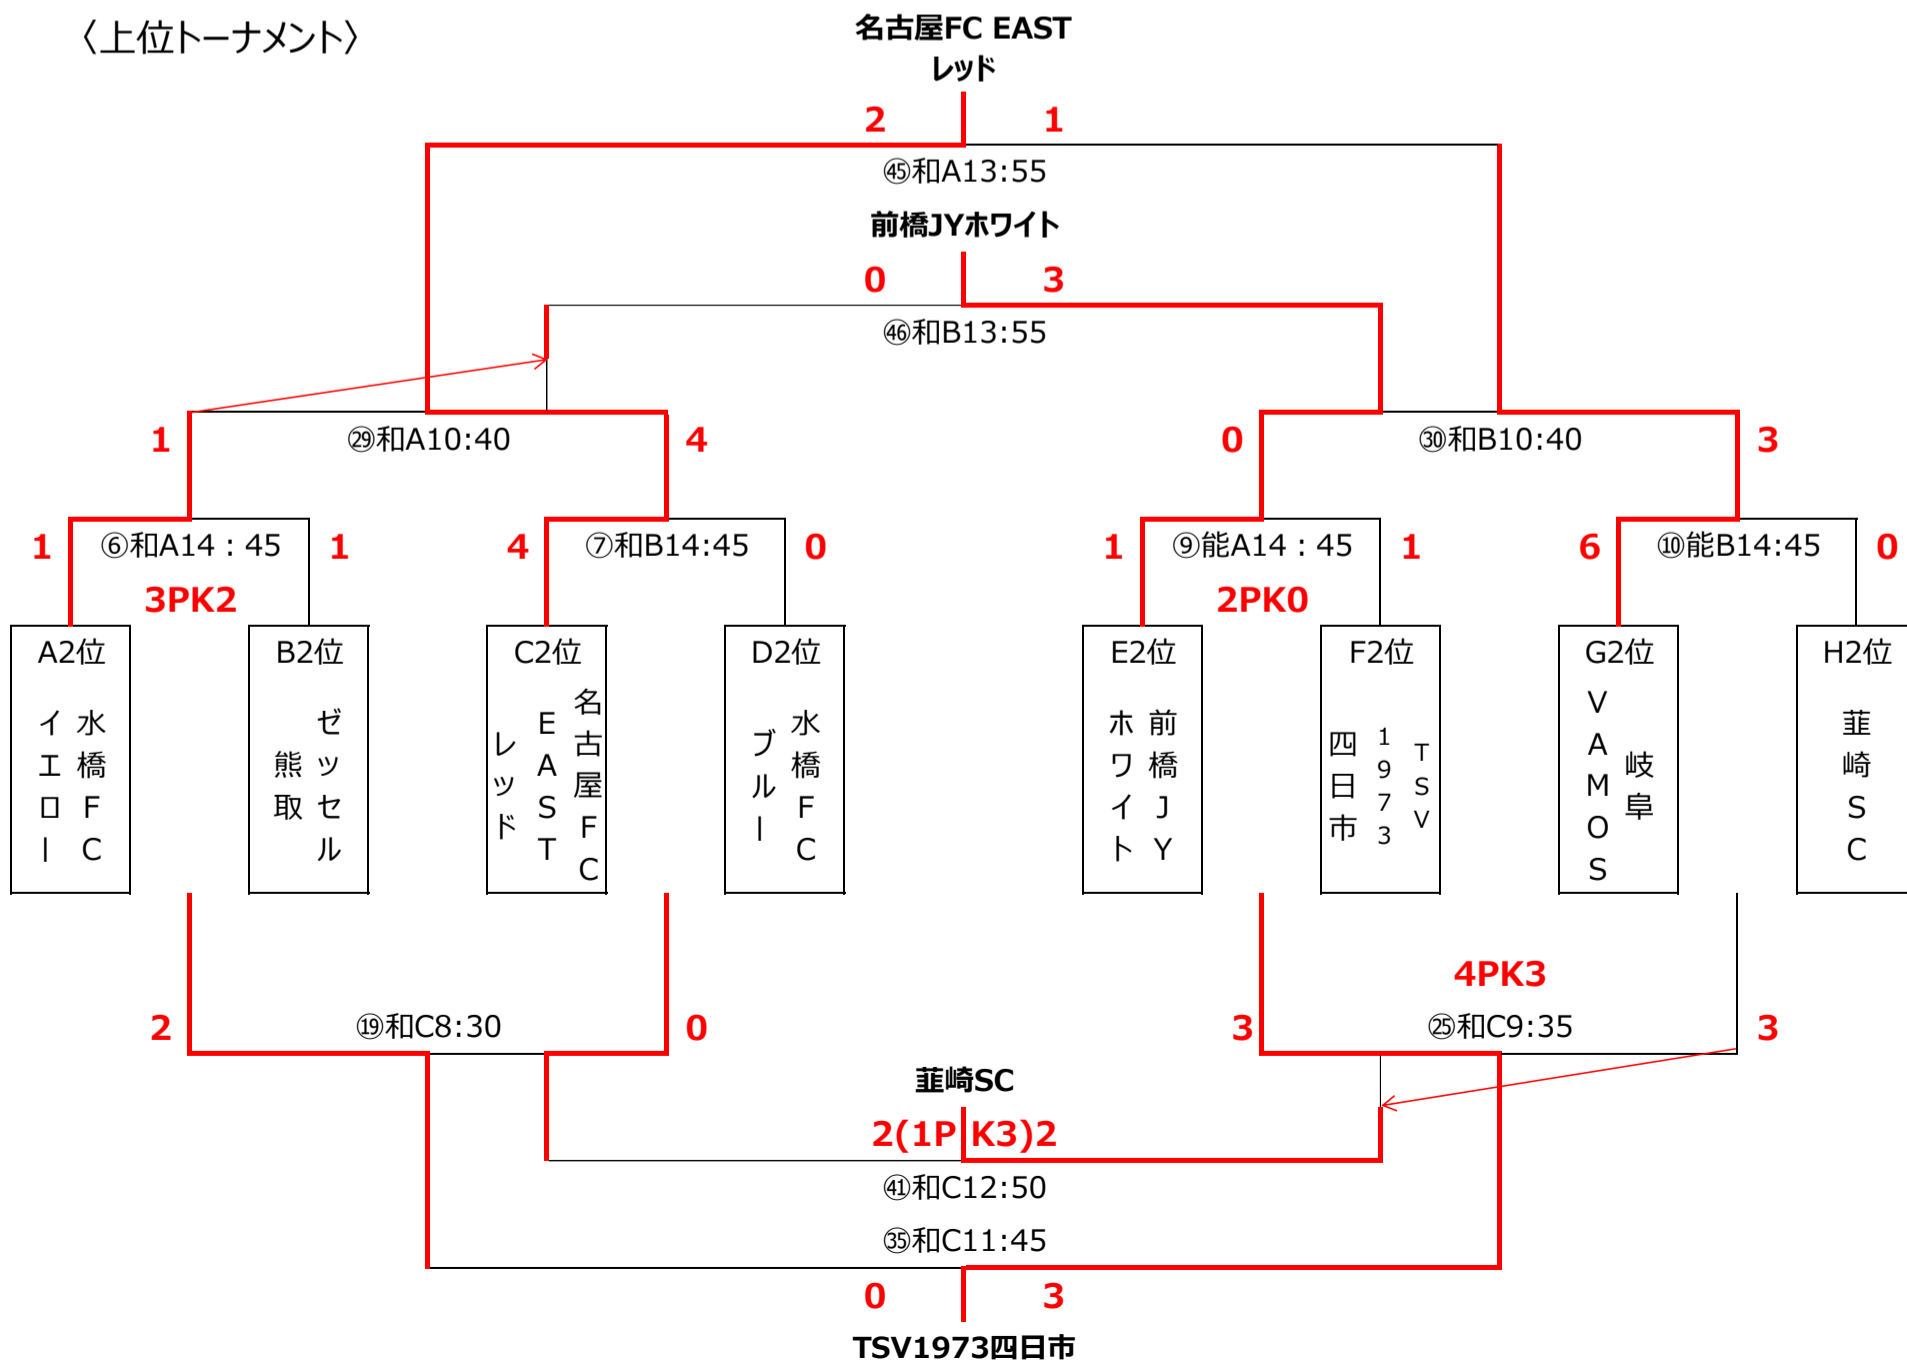 〈上位トーナメント〉
名古屋FC EAST
レッド
2 1
㊺和A13:55
前橋JYホワイト
0 3
㊻和B13:55
1 ㉙和A10:40 4
0 ㉚和B10:40 3
1 ⑥和A14：45 1
3PK2
4 ⑦和B14:45 0
1 ⑨能A14：45 1
2PK0
6 ⑩能B14:45 0
A2位
水橋FC
イエロー
B2位
ゼッセル
熊取
C2位
名古屋FC
EAST
レッド
D2位
水橋FC
ブルー
E2位
前橋JY
ホワイト
F2位
TSV
1973
四日市
G2位
VAMOS
岐阜
H2位
韮崎SC
2 ⑲和C8:30 0
4PK3
3 ㉕和C9:35 3
韮崎SC
2(1PK3)2
㊶和C12:50
㉟和C11:45
0 3
TSV1973四日市